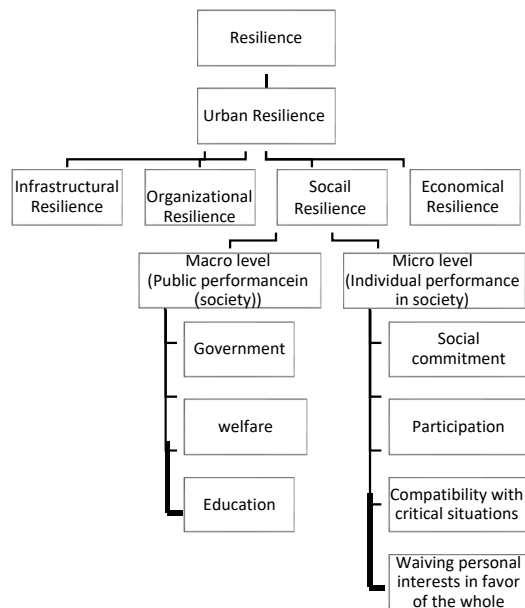 Resilience
Urban Resilience
Infrastructural
Resilience
Organizational
Resilience
Socail
Resilience
Economical
Resilience
Macro level
(Public performancein
(society))
Micro level
(Individual performance
in society)
Government
welfare
Education
Social
commitment
Participation
Compatibility with
critical situations
Waiving personal
interests in favor
of the whole